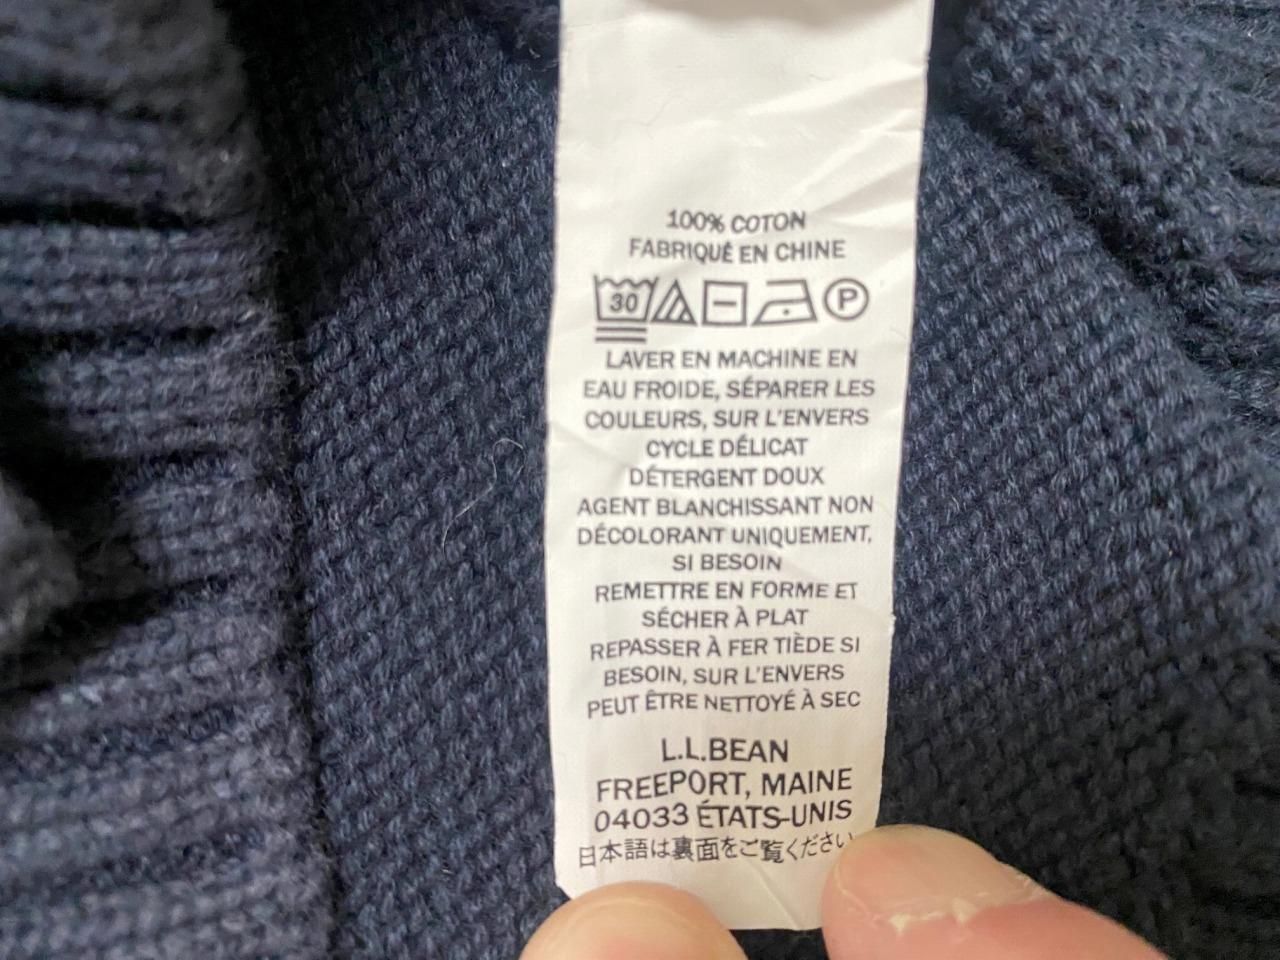 100% COTON
FABRIQUÉ EN CHINE
30 P
LAVER EN MACHINE EN
EAU FROIDE, SÉPARER LES
COULEURS, SUR L'ENVERS
CYCLE DÉLICAT
DÉTERGENT DOUX
AGENT BLANCHISSANT NON
DÉCOLORANT UNIQUEMENT,
SI BESOIN
REMETTRE EN FORME ET
SÉCHER À PLAT
REPASSER À FER TIÈDE SI
BESOIN, SUR L'ENVERS
PEUT ÊTRE NETTOYÉ À SEC
L.L.BEAN
FREEPORT, MAINE
04033 ÉTATS-UNIS
日本語は裏面をご覧ください